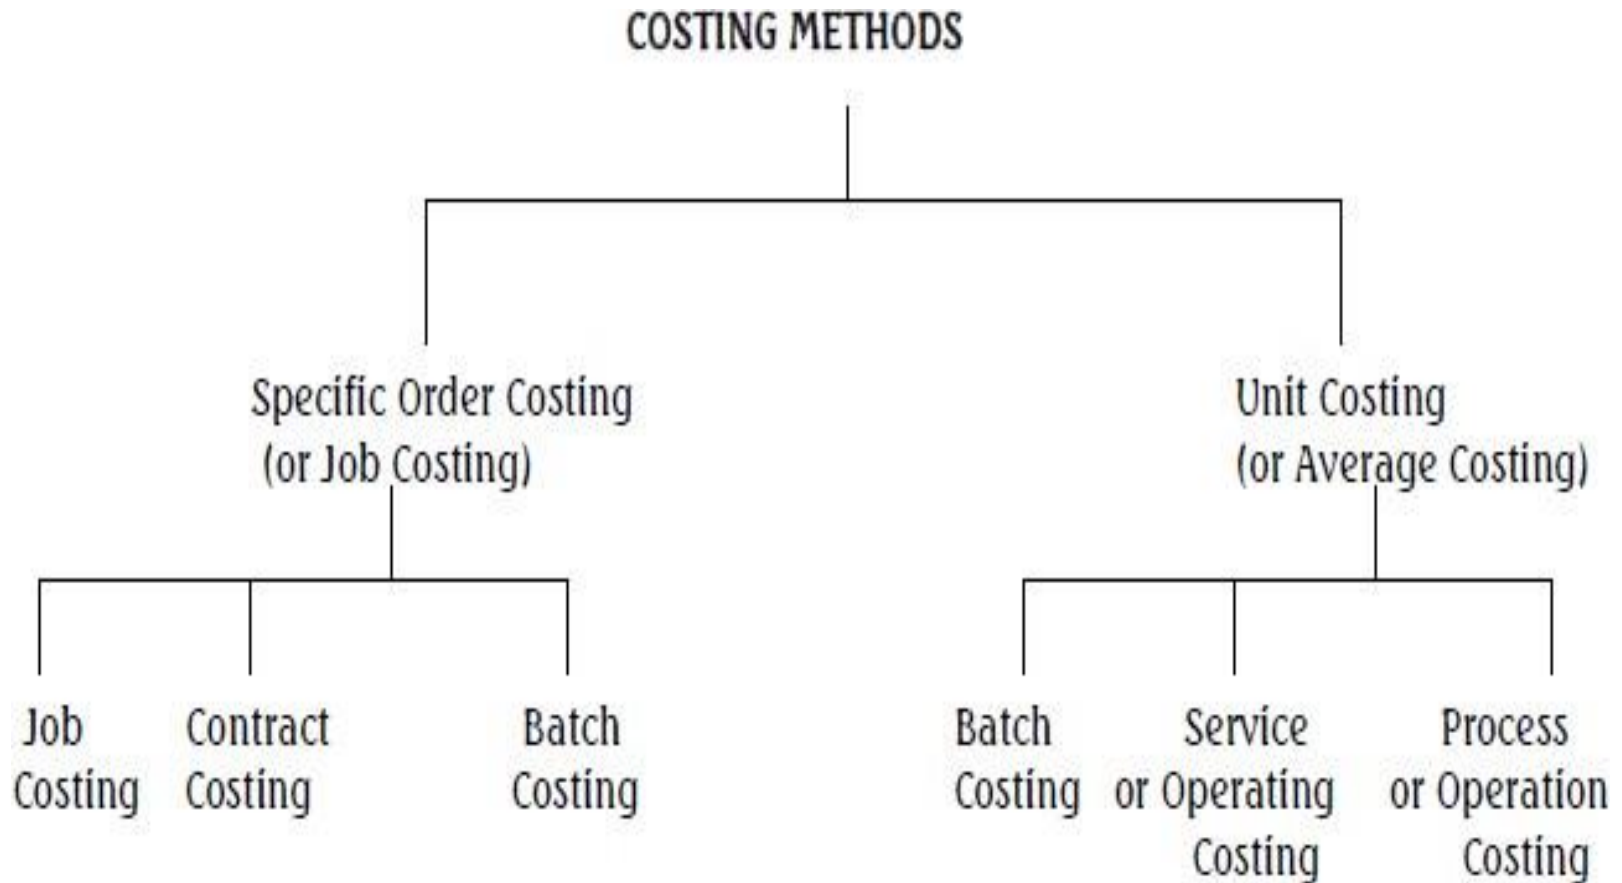 COSTING METHODS
Specific Order Costing
(or Job Costing)
Unit Costing
(or Average Costing)
Job
Costing
Contract
Costing
Batch
Costing
Batch
Costing
Service
or Operating
Costing
Process
or Operation
Costing